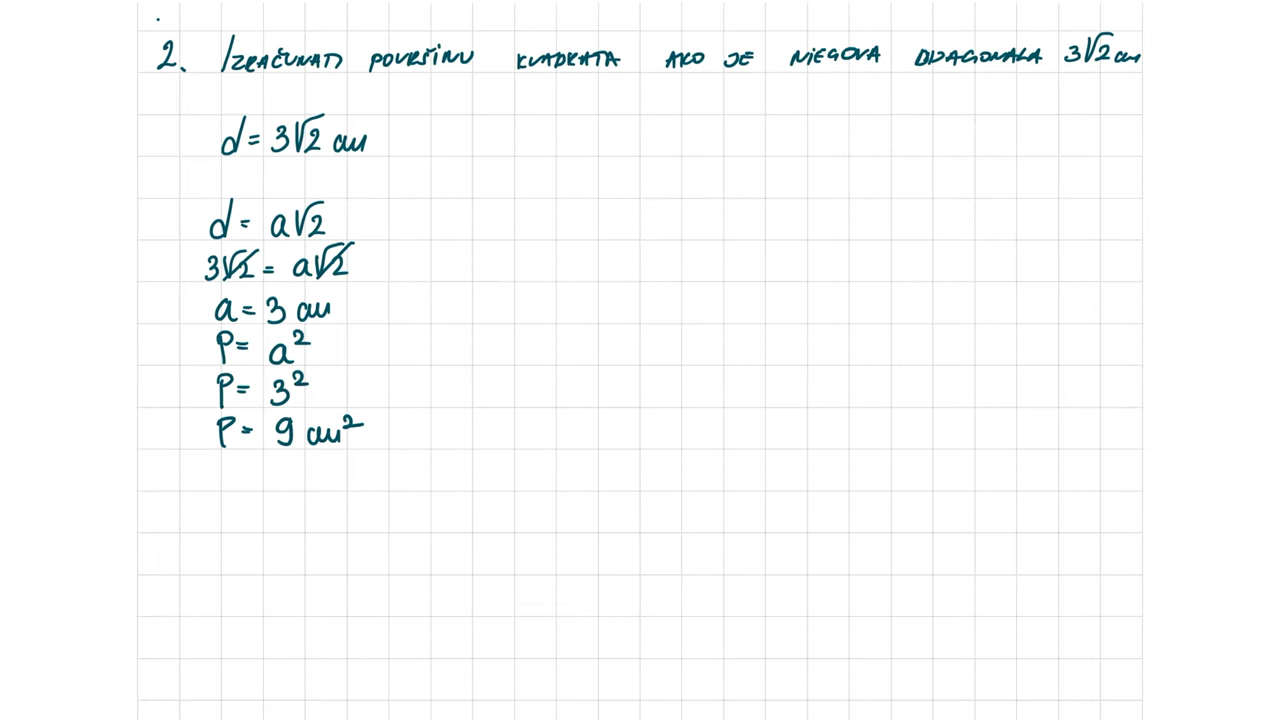 2. IZRAČUNATI POVRŠINU KVADRATA AKO JE NJEGOVA DIJAGONALA 3√2 cm
d = 3√2 cm
d = a√2
3√2 = a√2
a = 3 cm
P = a²
P = 3²
P = 9 cm²